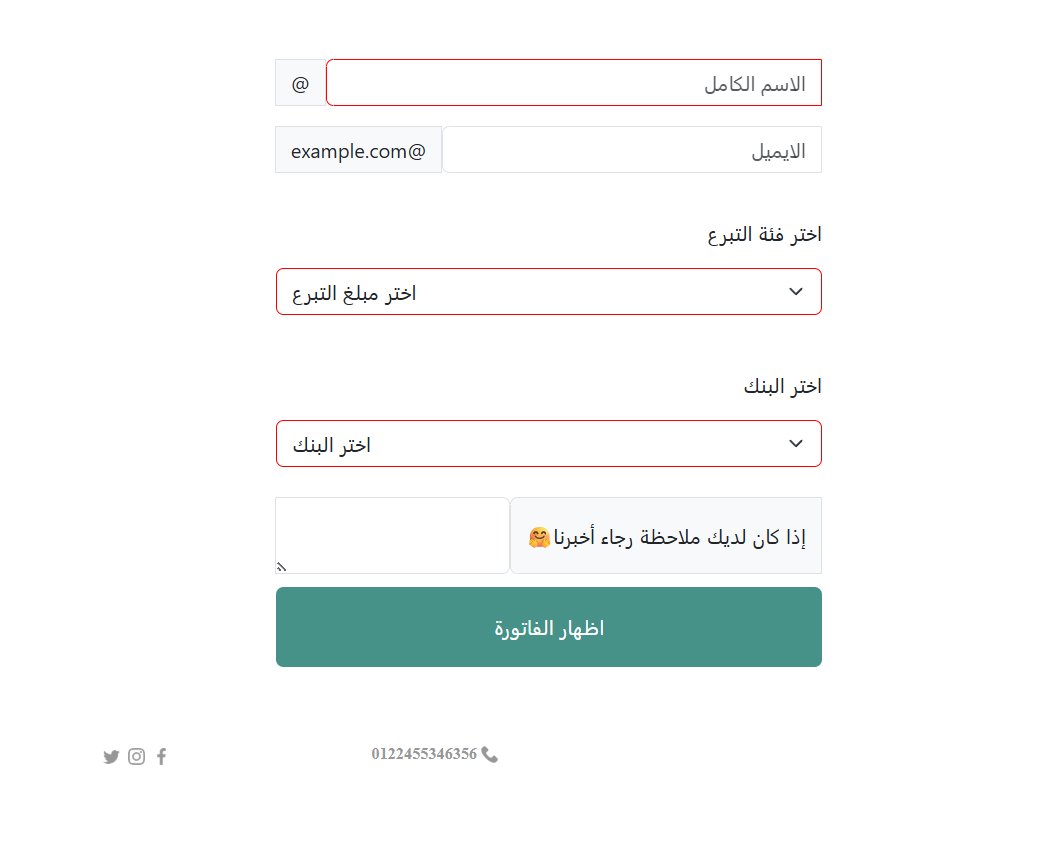 الاسم الكامل @
الايميل @example.com
اختر فئة التبرع
اختر مبلغ التبرع
اختر البنك
اختر البنك
إذا كان لديك ملاحظة رجاء أخبرنا🤗
اظهار الفاتورة
0122455346356